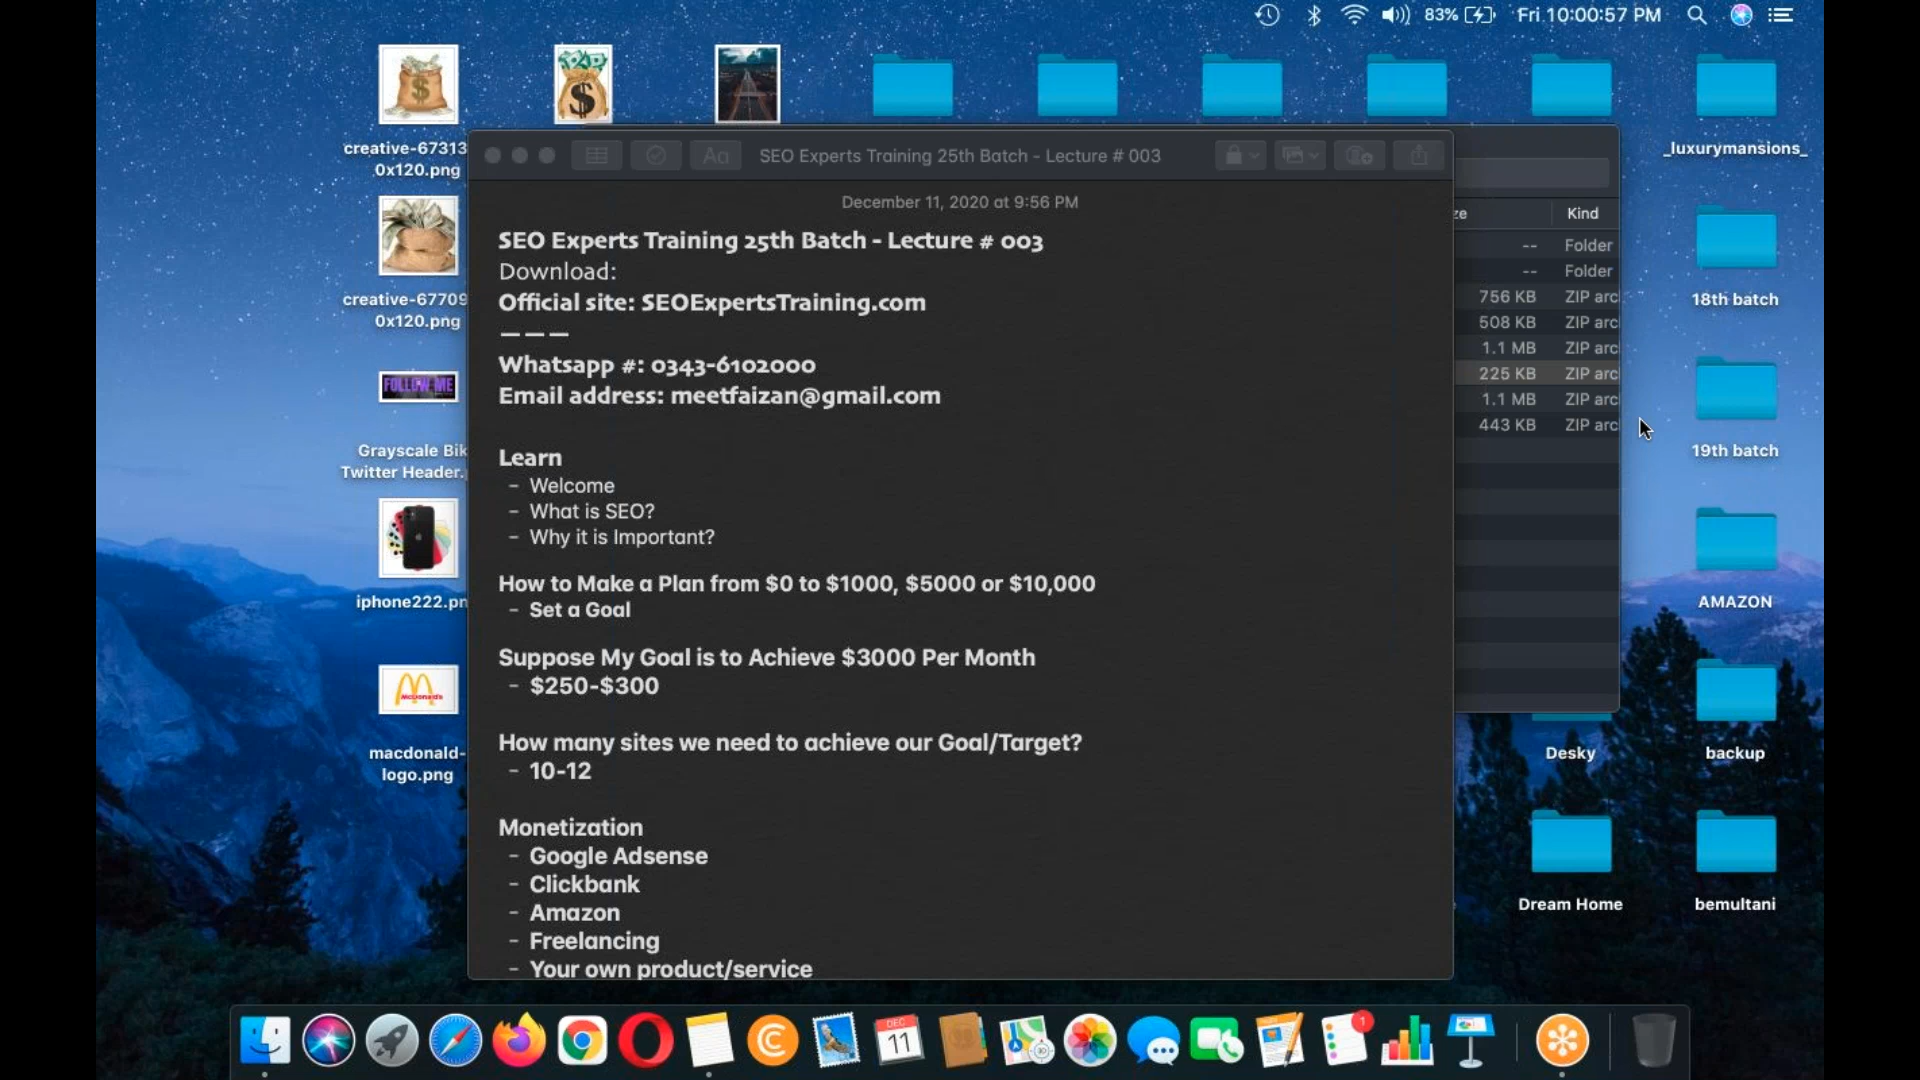 83%
Fri 10:00:57 PM
creative-67313
0x120.png
_luxurymansions_
SEO Experts Training 25th Batch - Lecture # 003
December 11, 2020 at 9:56 PM
SEO Experts Training 25th Batch - Lecture # 003
Download:
Official site: SEOExpertsTraining.com
———
Whatsapp #: 0343-6102000
Email address: meetfaizan@gmail.com
Learn
- Welcome
- What is SEO?
- Why it is Important?
How to Make a Plan from $0 to $1000, $5000 or $10,000
- Set a Goal
Suppose My Goal is to Achieve $3000 Per Month
- $250-$300
How many sites we need to achieve our Goal/Target?
- 10-12
Monetization
- Google Adsense
- Clickbank
- Amazon
- Freelancing
- Your own product/service
ze Kind
-- Folder
-- Folder
756 KB ZIP arc
508 KB ZIP arc
1.1 MB ZIP arc
225 KB ZIP arc
1.1 MB ZIP arc
443 KB ZIP arc
creative-67709
0x120.png
FOLLOW ME
Grayscale Bik
Twitter Header.
iphone222.pn
McDonald's
macdonald-
logo.png
18th batch
19th batch
AMAZON
Desky
backup
Dream Home
bemultani
DEC
11
1